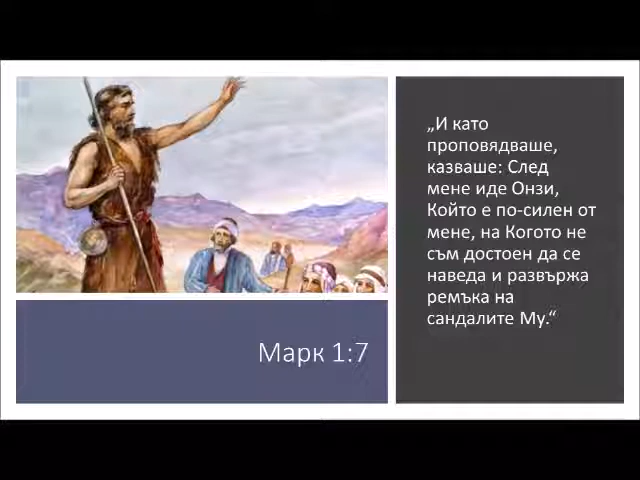 „И като
проповядваше,
казваше: След
мене иде Онзи,
Който е по-силен от
мене, на Когото не
съм достоен да се
наведа и развържа
ремъка на
сандалите Му.“
Марк 1:7